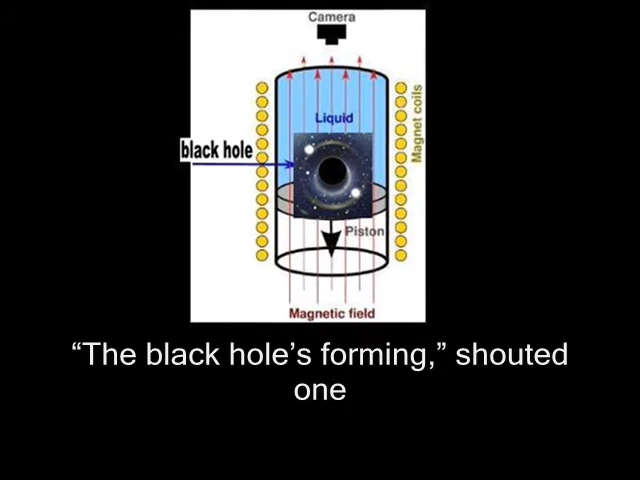 Camera
Liquid
Magnet coils
black hole
Piston
Magnetic field
“The black hole’s forming,” shouted
one